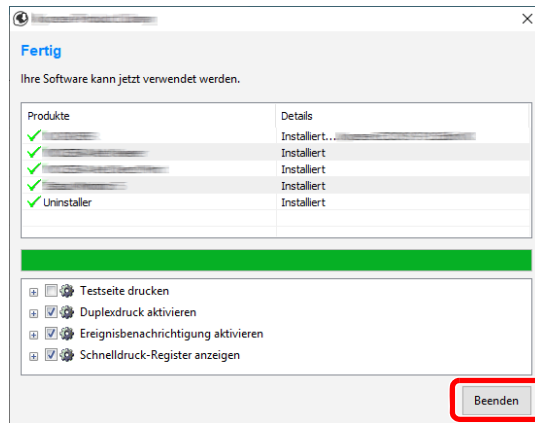 Fertig
Ihre Software kann jetzt verwendet werden.
Produkte Details
Installiert...
Installiert
Installiert
Installiert
Uninstaller Installiert
Testseite drucken
Duplexdruck aktivieren
Ereignisbenachrichtigung aktivieren
Schnelldruck-Register anzeigen
Beenden